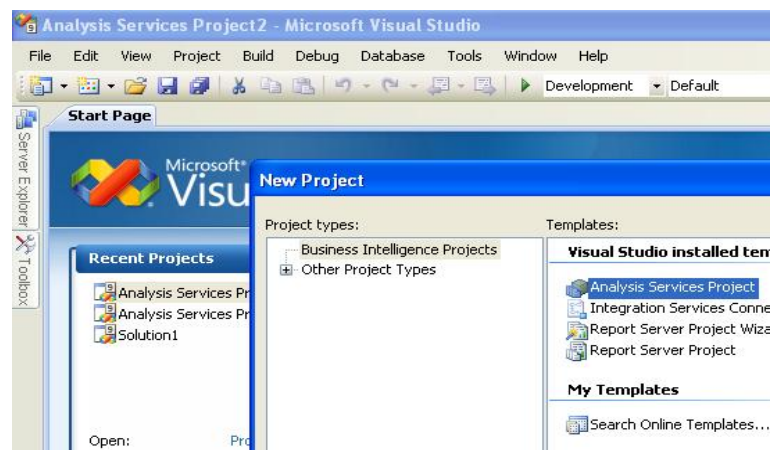 Analysis Services Project2 - Microsoft Visual Studio
File Edit View Project Build Debug Database Tools Window Help
Development Default
Start Page
Server Explorer
Toolbox
Microsoft®
Visu
New Project
Project types:
Business Intelligence Projects
Other Project Types
Templates:
Visual Studio installed tem
Analysis Services Project
Integration Services Conne
Report Server Project Wiza
Report Server Project
My Templates
Search Online Templates...
Recent Projects
Analysis Services Pr
Analysis Services Pr
Solution1
Open: Pro